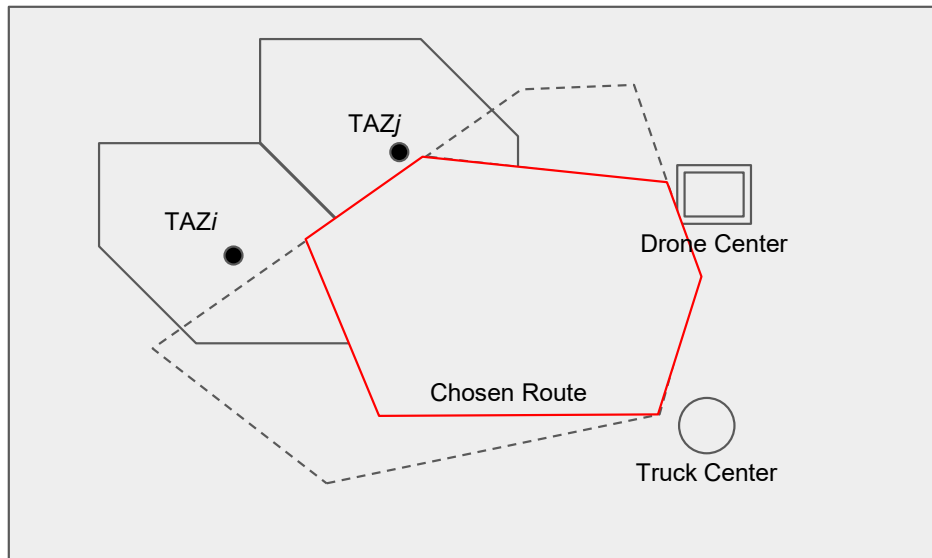 TAZj
TAZi
Drone Center
Chosen Route
Truck Center